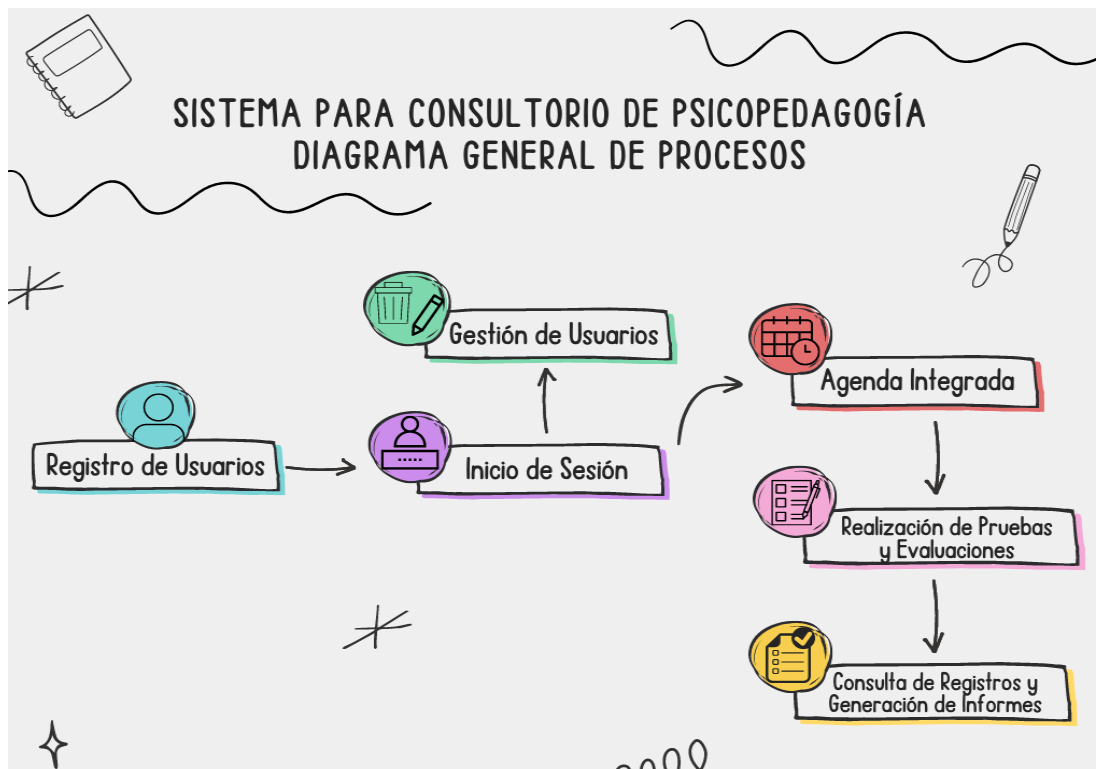 SISTEMA PARA CONSULTORIO DE PSICOPEDAGOGÍA
DIAGRAMA GENERAL DE PROCESOS
Registro de Usuarios
Inicio de Sesión
Gestión de Usuarios
Agenda Integrada
Realización de Pruebas
y Evaluaciones
Consulta de Registros y
Generación de Informes